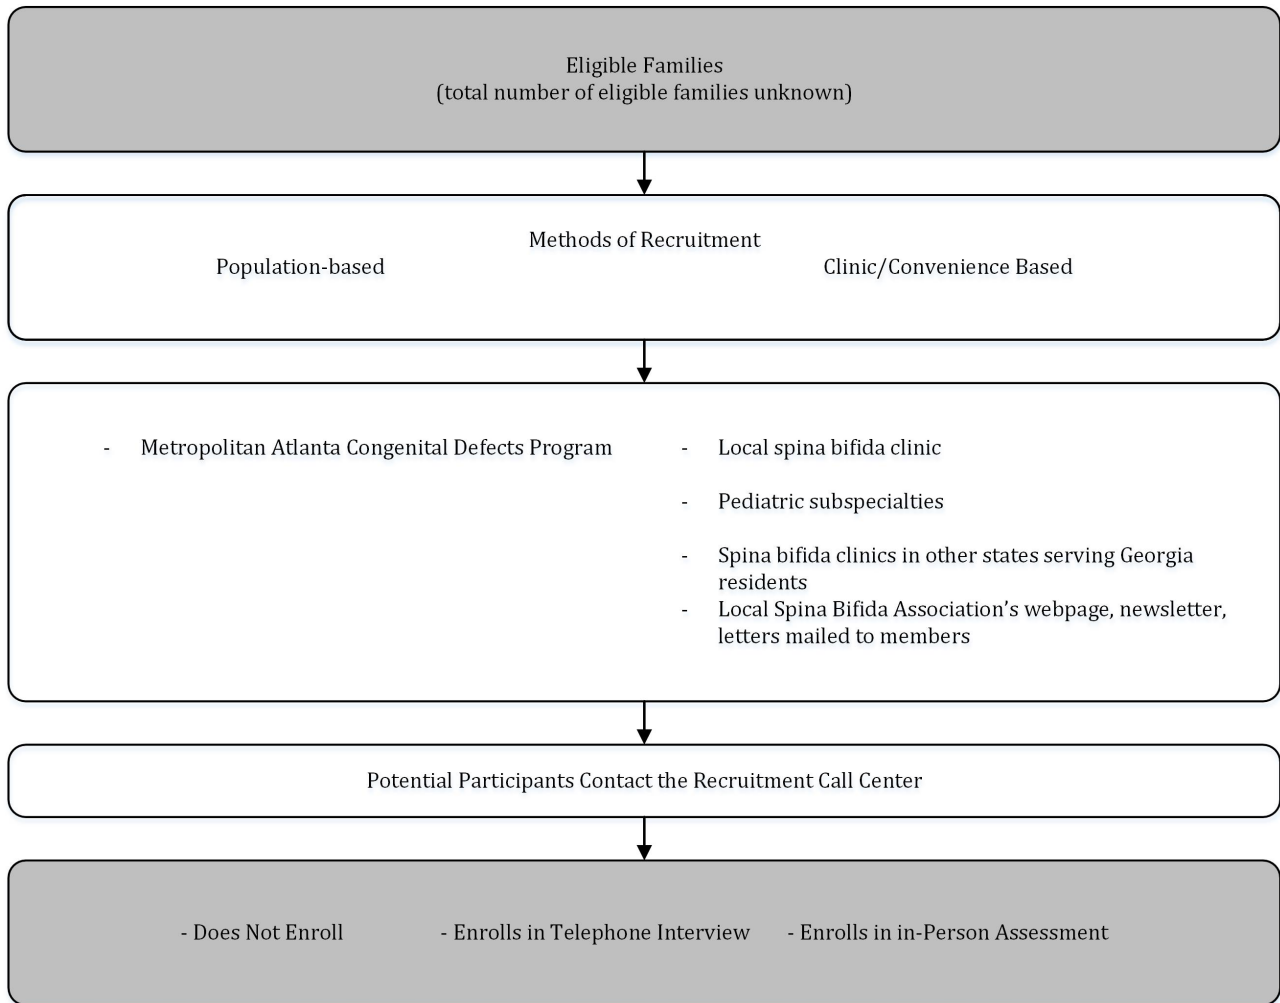 Eligible Families
(total number of eligible families unknown)
Methods of Recruitment
Population-based
Clinic/Convenience Based
- Metropolitan Atlanta Congenital Defects Program
- Local spina bifida clinic
- Pediatric subspecialties
- Spina bifida clinics in other states serving Georgia
residents
- Local Spina Bifida Association’s webpage, newsletter,
letters mailed to members
Potential Participants Contact the Recruitment Call Center
- Does Not Enroll
- Enrolls in Telephone Interview
- Enrolls in in-Person Assessment